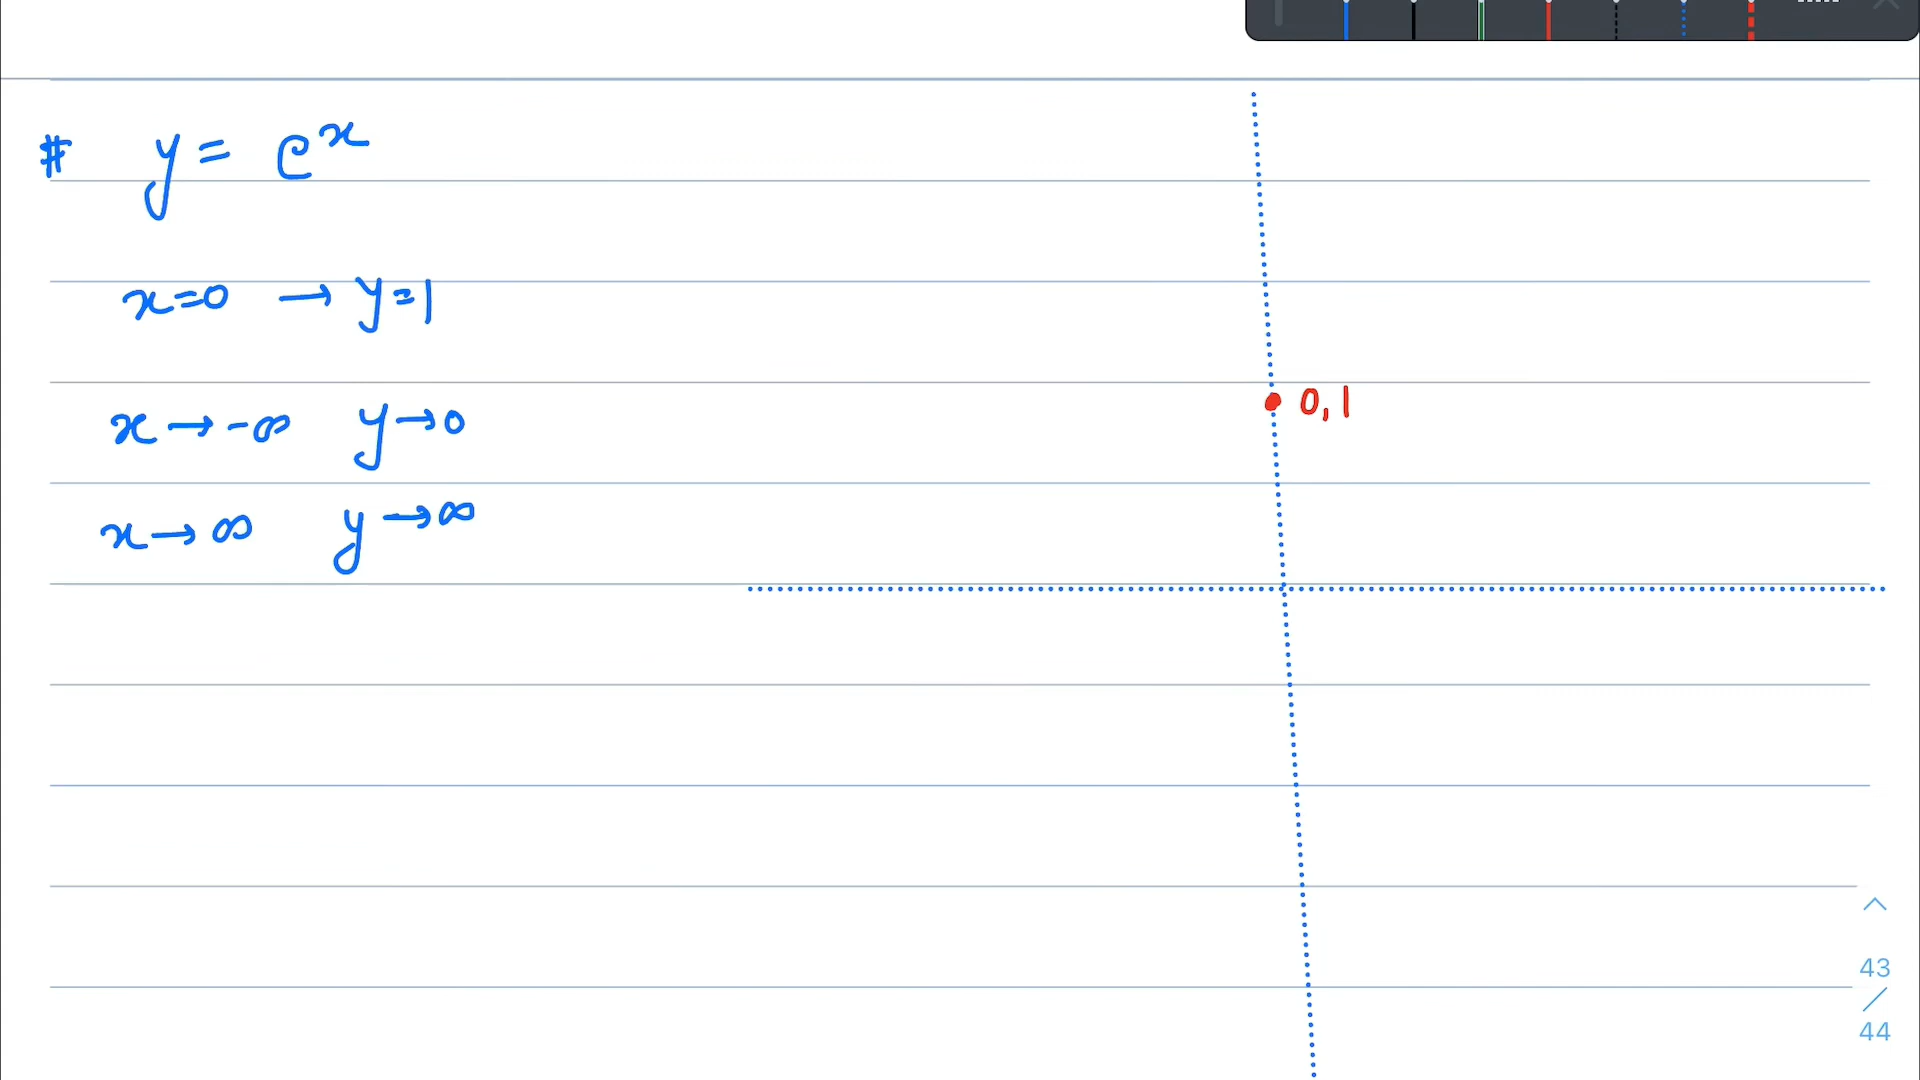 # y = e^x
x=0 → y=1
0,1
x → -∞ y → 0
x → ∞ y → ∞
43
/
44